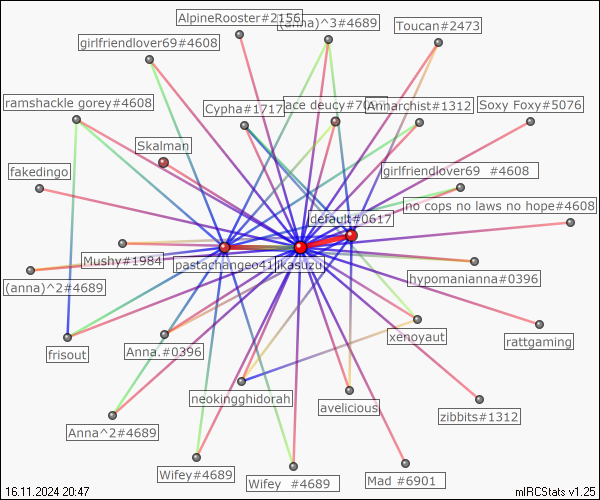 AlpineRooster#2156
(anna)^3#4689
Toucan#2473
girlfriendlover69#4608
ramshackle gorey#4608
Cypha#1717
ace deucy#70
Annarchist#1312
Soxy Foxy#5076
Skalman
fakedingo
girlfriendlover69 #4608
no cops no laws no hope#4608
default#0617
Mushy#1984
pastachangeo41
ikasuzu
(anna)^2#4689
hypomanianna#0396
frisout
Anna.#0396
xenoyaut
rattgaming
neokingghidorah
avelicious
zibbits#1312
Anna^2#4689
Wifey#4689
Wifey #4689
Mad #6901
16.11.2024 20:47
mIRCStats v1.25